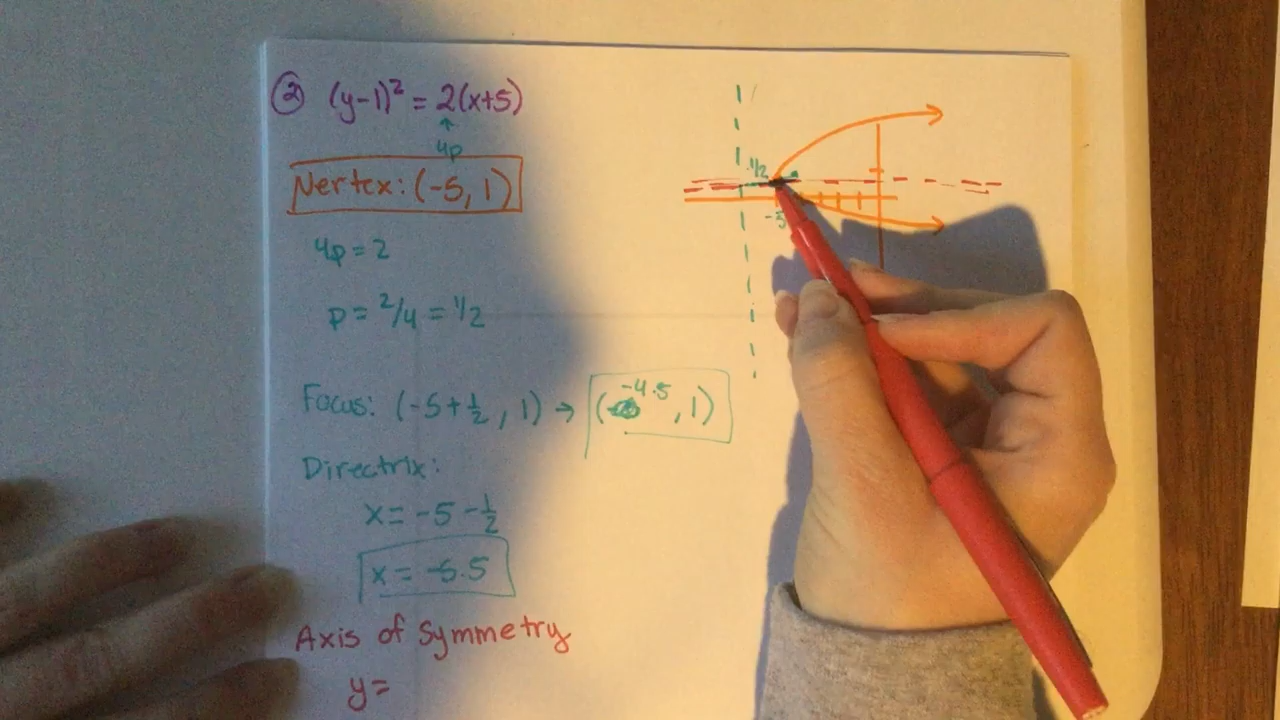 ② (y-1)² = 2(x+5)
↑
4p
Vertex: (-5, 1)
4p = 2
p = 2/4 = 1/2
Focus: (-5+1/2, 1) → (-4.5, 1)
Directrix:
x = -5 - 1/2
x = -5.5
Axis of Symmetry
y=
1/2
-5